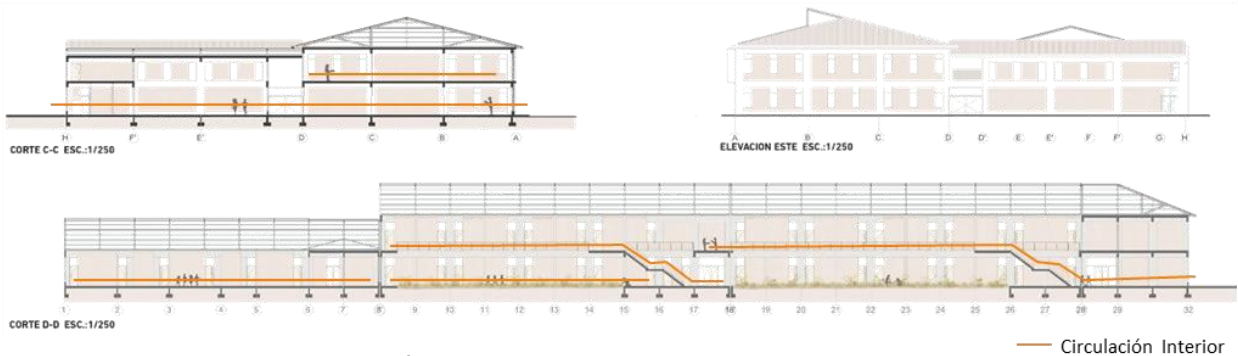 H F' E' D C B A
CORTE C-C ESC.:1/250
A B C D D' E E' F F' G H
ELEVACION ESTE ESC.:1/250
1 2 3 4 5 6 7 8' 9 10 11 12 13 14 15 16 17 18' 19 20 21 22 23 24 25 26 27 28 29 32
CORTE D-D ESC.:1/250
Circulación Interior